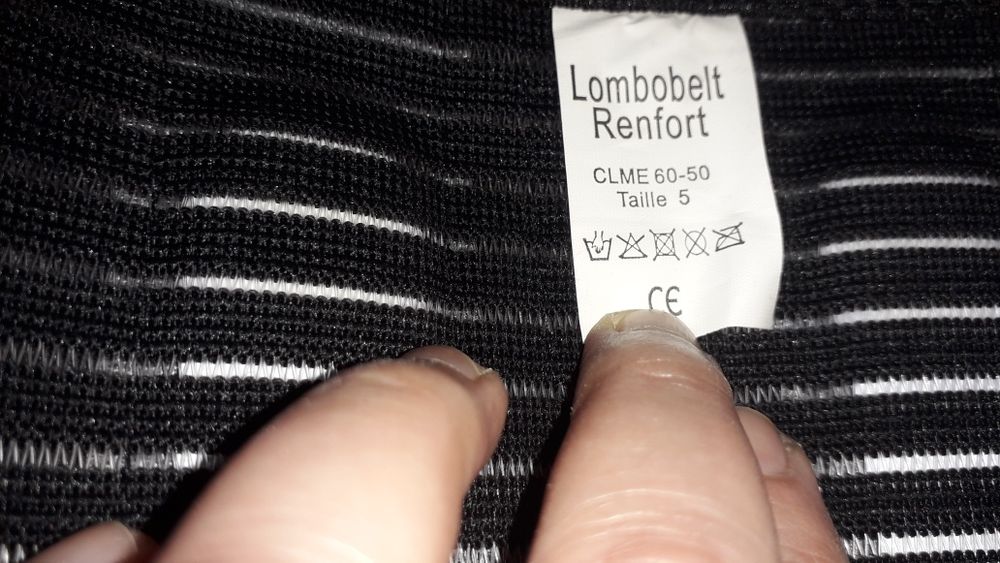 Lombobelt
Renfort
CLME 60-50
Taille 5
CE